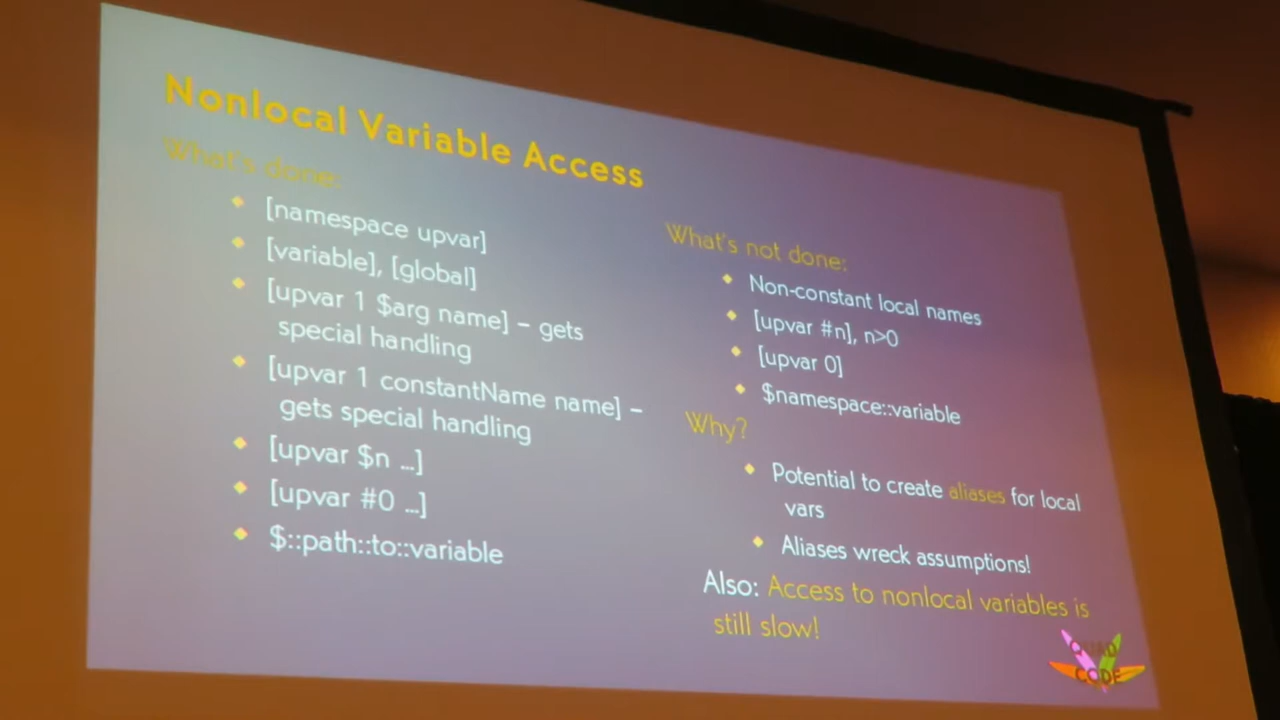 Nonlocal Variable Access
What's done:
[namespace upvar]
[variable], [global]
[upvar 1 $arg name] – gets
special handling
[upvar 1 constantName name] –
gets special handling
[upvar $n ...]
[upvar #0 ...]
$::path::to::variable
What's not done:
Non-constant local names
[upvar #n], n>0
[upvar 0]
$namespace::variable
Why?
Potential to create aliases for local
vars
Aliases wreck assumptions!
Also: Access to nonlocal variables is
still slow!
QUAD
CODE